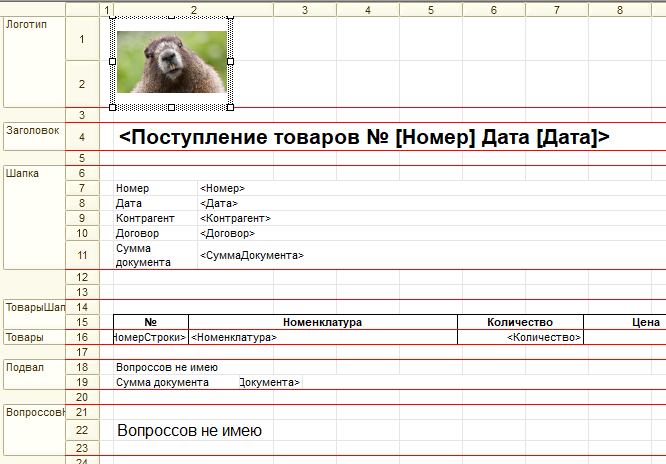 1 2 3 4 5 6 7 8
Логотип
1
2
3
Заголовок
4 <Поступление товаров № [Номер] Дата [Дата]>
5
Шапка 6
7 Номер <Номер>
8 Дата <Дата>
9 Контрагент <Контрагент>
10 Договор <Договор>
11 Сумма документа <СуммаДокумента>
12
13
ТоварыШап 14
15 № Номенклатура Количество Цена
Товары 16 НомерСтроки> <Номенклатура> <Количество>
17
Подвал 18 Вопроссов не имею
19 Сумма документа Документа>
20
ВопроссовН 21
22 Вопроссов не имею
23
24